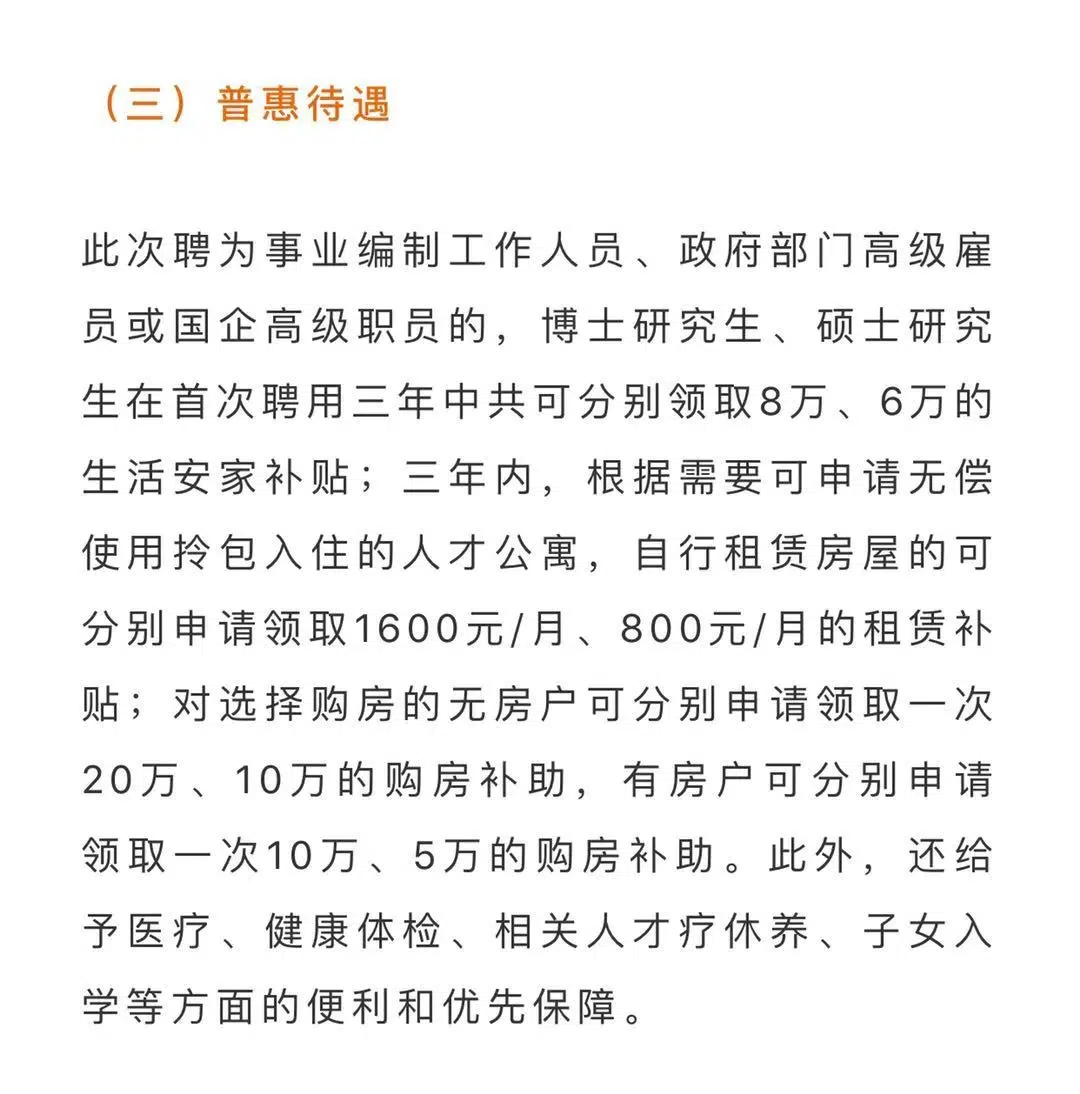 （三）普惠待遇
此次聘为事业编制工作人员、政府部门高级雇
员或国企高级职员的，博士研究生、硕士研究
生在首次聘用三年中共可分别领取8万、6万的
生活安家补贴；三年内，根据需要可申请无偿
使用拎包入住的人才公寓，自行租赁房屋的可
分别申请领取1600元/月、800元/月的租赁补
贴；对选择购房的无房户可分别申请领取一次
20万、10万的购房补助，有房户可分别申请
领取一次10万、5万的购房补助。此外，还给
予医疗、健康体检、相关人才疗休养、子女入
学等方面的便利和优先保障。